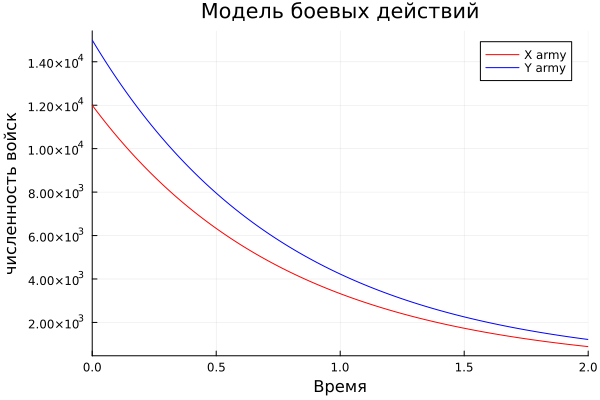 Модель боевых действий
X army
Y army
численность войск
1.40×10⁴
1.20×10⁴
1.00×10⁴
8.00×10³
6.00×10³
4.00×10³
2.00×10³
0.0 0.5 1.0 1.5 2.0
Время